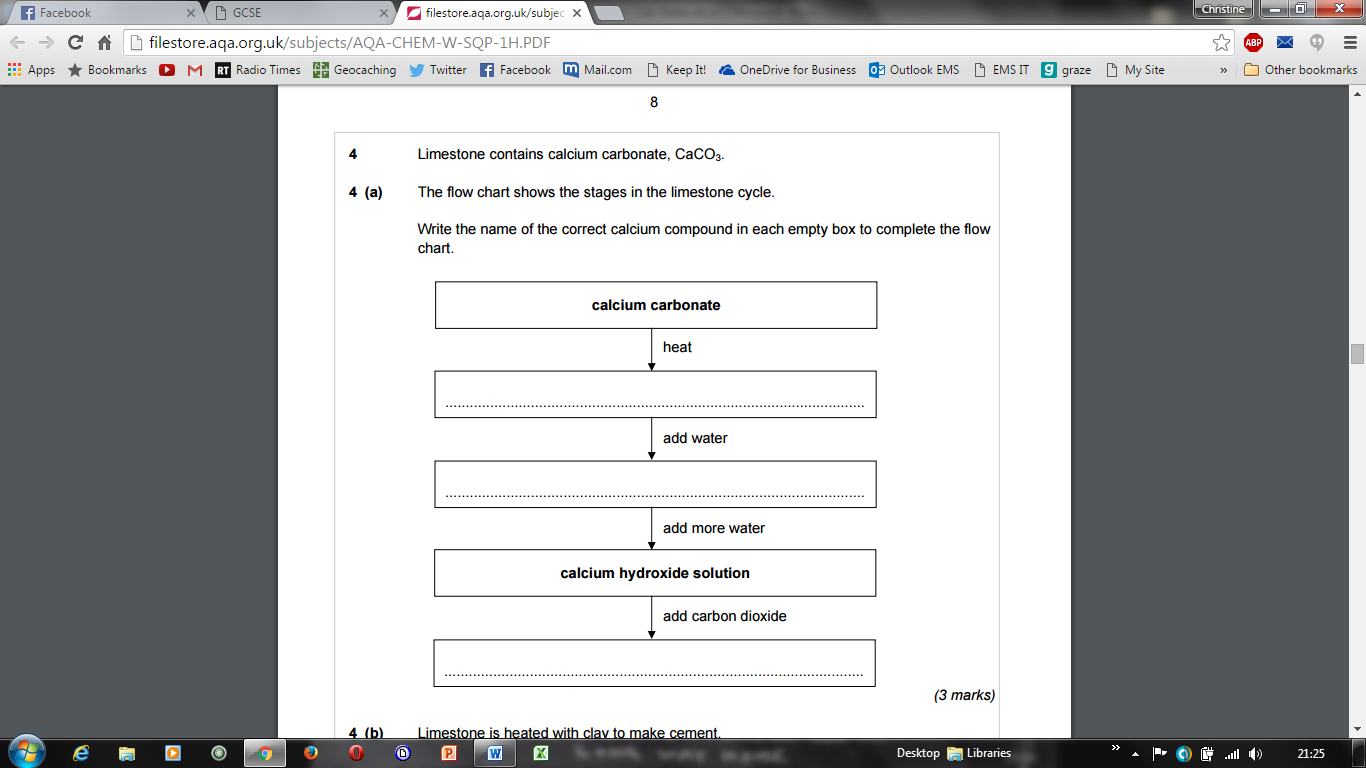 Facebook
GCSE
filestore.aqa.org.uk/subjec
Christine
filestore.aqa.org.uk/subjects/AQA-CHEM-W-SQP-1H.PDF
ABP
Apps Bookmarks RT Radio Times Geocaching Twitter Facebook Mail.com Keep It! OneDrive for Business Outlook EMS EMS IT graze My Site » Other bookmarks
8
4 Limestone contains calcium carbonate, CaCO₃.
4 (a) The flow chart shows the stages in the limestone cycle.
Write the name of the correct calcium compound in each empty box to complete the flow
chart.
calcium carbonate
heat
add water
add more water
calcium hydroxide solution
add carbon dioxide
(3 marks)
4 (b) Limestone is heated with clay to make cement.
Desktop Libraries » 21:25